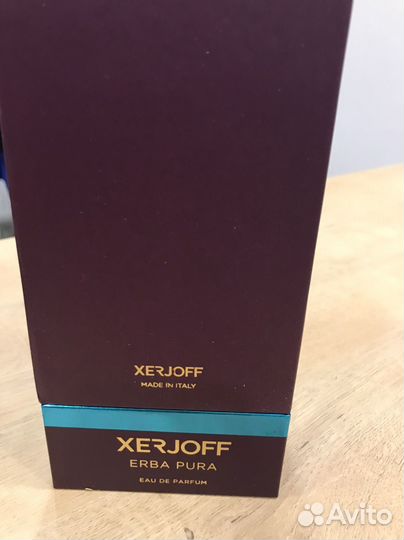 XERJOFF
MADE IN ITALY
XERJOFF
ERBA PURA
EAU DE PARFUM
Avito